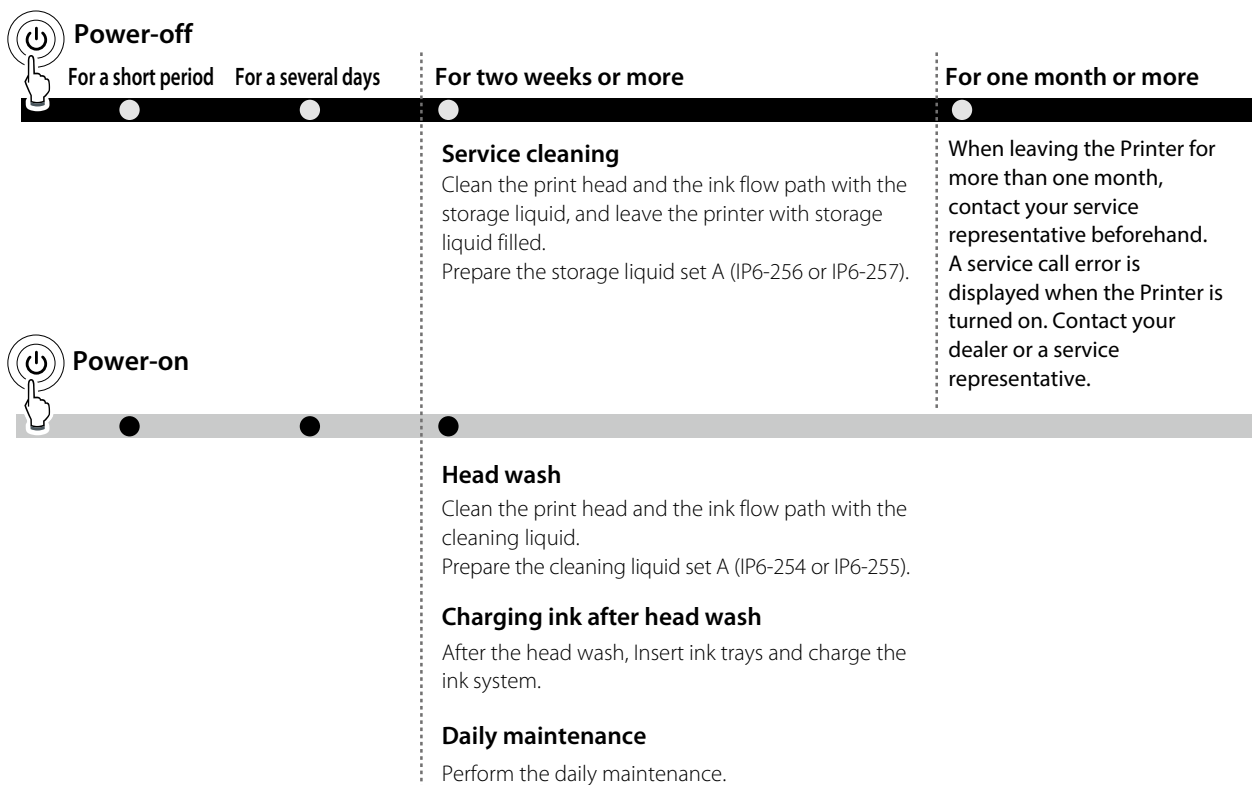 Power-off
For a short period
For a several days
For two weeks or more
For one month or more
Service cleaning
Clean the print head and the ink flow path with the
storage liquid, and leave the printer with storage
liquid filled.
Prepare the storage liquid set A (IP6-256 or IP6-257).
When leaving the Printer for
more than one month,
contact your service
representative beforehand.
A service call error is
displayed when the Printer is
turned on. Contact your
dealer or a service
representative.
Power-on
Head wash
Clean the print head and the ink flow path with the
cleaning liquid.
Prepare the cleaning liquid set A (IP6-254 or IP6-255).
Charging ink after head wash
After the head wash, Insert ink trays and charge the
ink system.
Daily maintenance
Perform the daily maintenance.